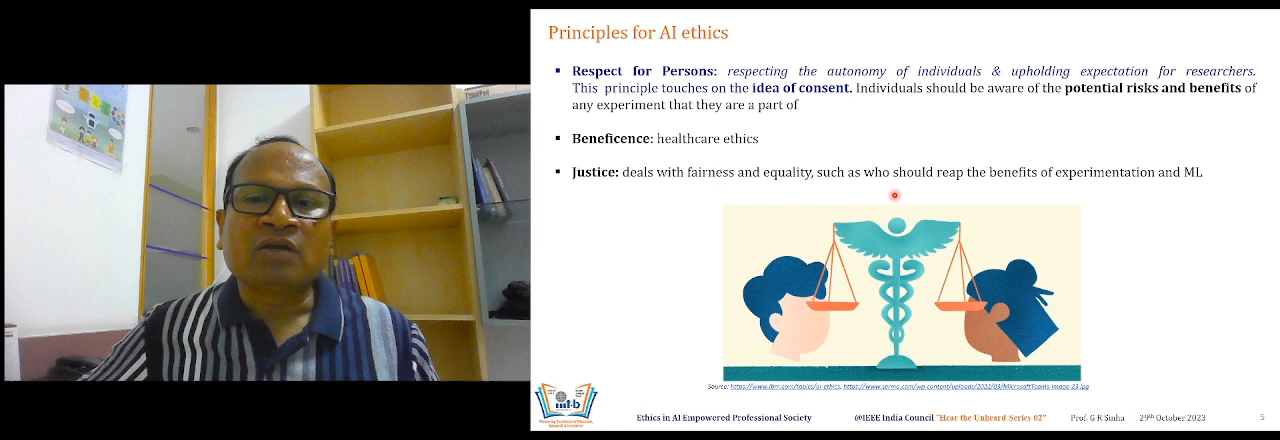 Principles for AI ethics
▪ Respect for Persons: respecting the autonomy of individuals & upholding expectation for researchers.
This principle touches on the idea of consent. Individuals should be aware of the potential risks and benefits of
any experiment that they are a part of
▪ Beneficence: healthcare ethics
▪ Justice: deals with fairness and equality, such as who should reap the benefits of experimentation and ML
Source: https://www.ibm.com/topics/ai-ethics, https://www.sermo.com/wp-content/uploads/2022/03/MicrosoftTeams-image-23.jpg
Ethics in AI Empowered Professional Society
@IEEE India Council "Hear the Unheard Series 02"
Prof. G R Sinha
29th October 2023
5